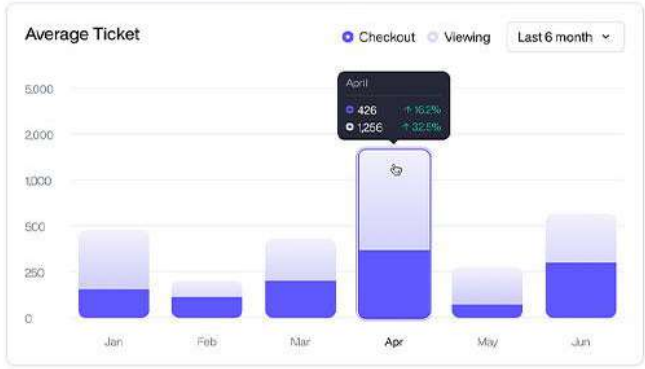 Average Ticket
Checkout Viewing Last 6 month
April
426 ↑ 16.2%
1,256 ↑ 32.5%
5,000
2,000
1,000
500
250
0
Jan Feb Mar Apr May Jun